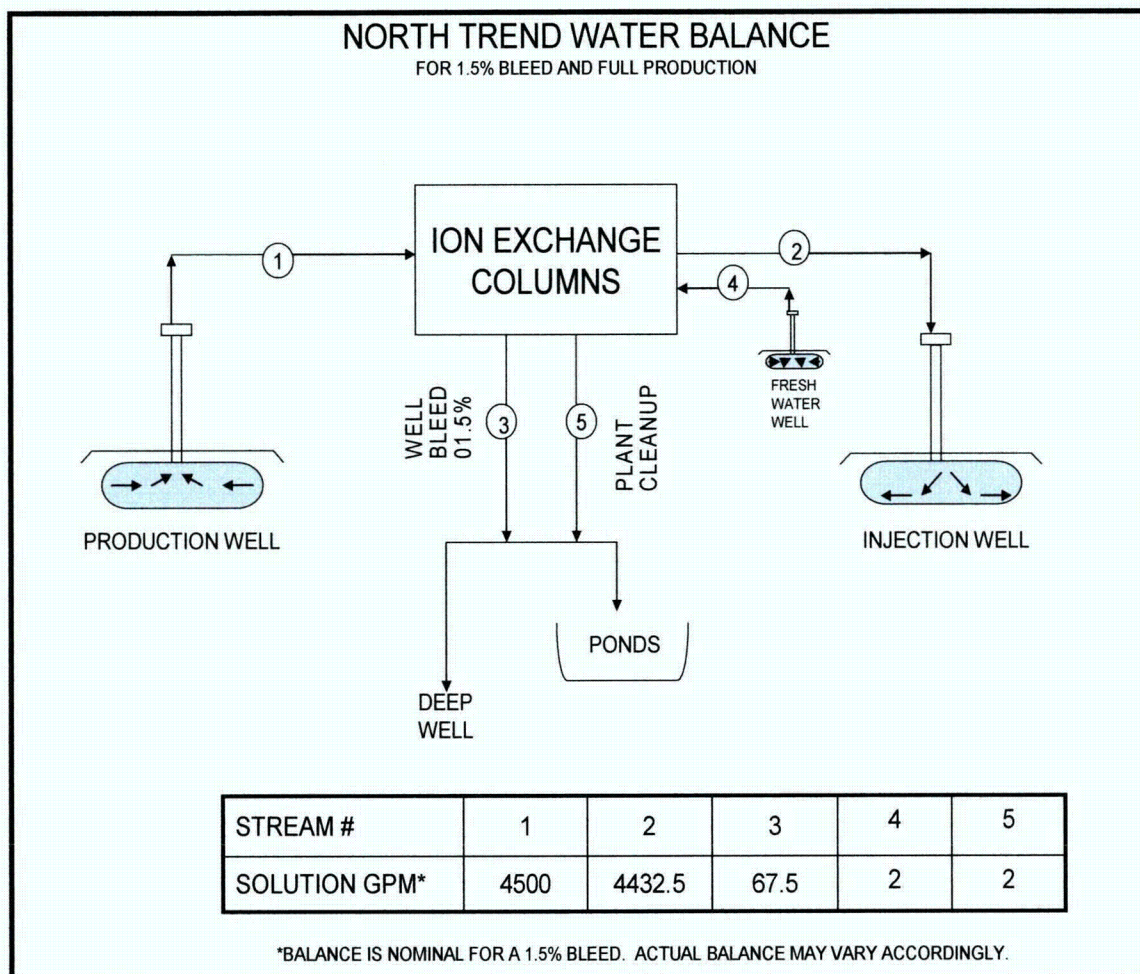 NORTH TREND WATER BALANCE
FOR 1.5% BLEED AND FULL PRODUCTION
ION EXCHANGE
COLUMNS
1
2
4
FRESH
WATER
WELL
WELL
BLEED
01.5%
3
5
PLANT
CLEANUP
PRODUCTION WELL
INJECTION WELL
PONDS
DEEP
WELL
STREAM # 1 2 3 4 5
SOLUTION GPM* 4500 4432.5 67.5 2 2
*BALANCE IS NOMINAL FOR A 1.5% BLEED. ACTUAL BALANCE MAY VARY ACCORDINGLY.